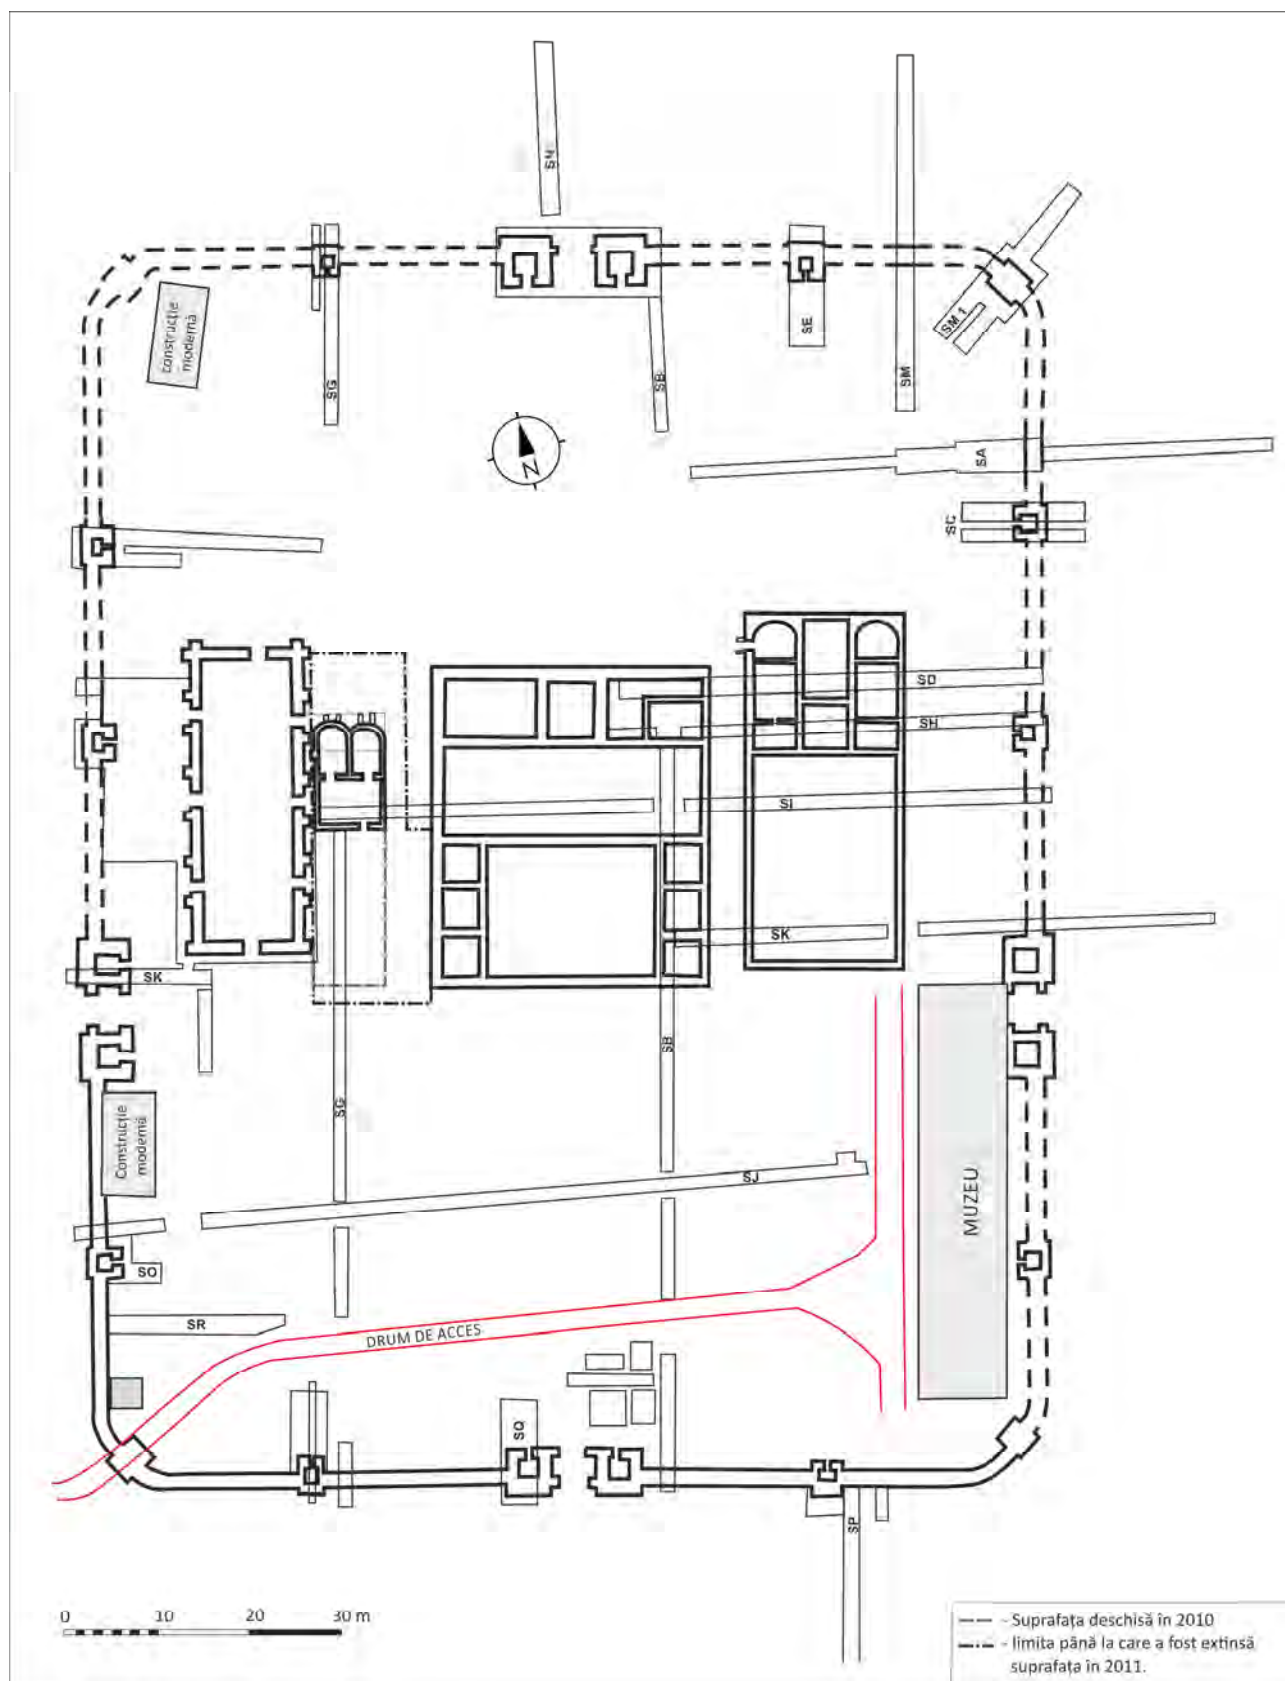 SN
construcție
modernă
SG
SB
SE
SM
SM 1
SA
SC
N
SD
SH
SI
SK
SK
SB
SG
Construcție
modernă
SJ
MUZEU
SO
SR
DRUM DE ACCES
SQ
SP
0 10 20 30 m
- Suprafața deschisă în 2010
- limita până la care a fost extinsă
suprafața în 2011.